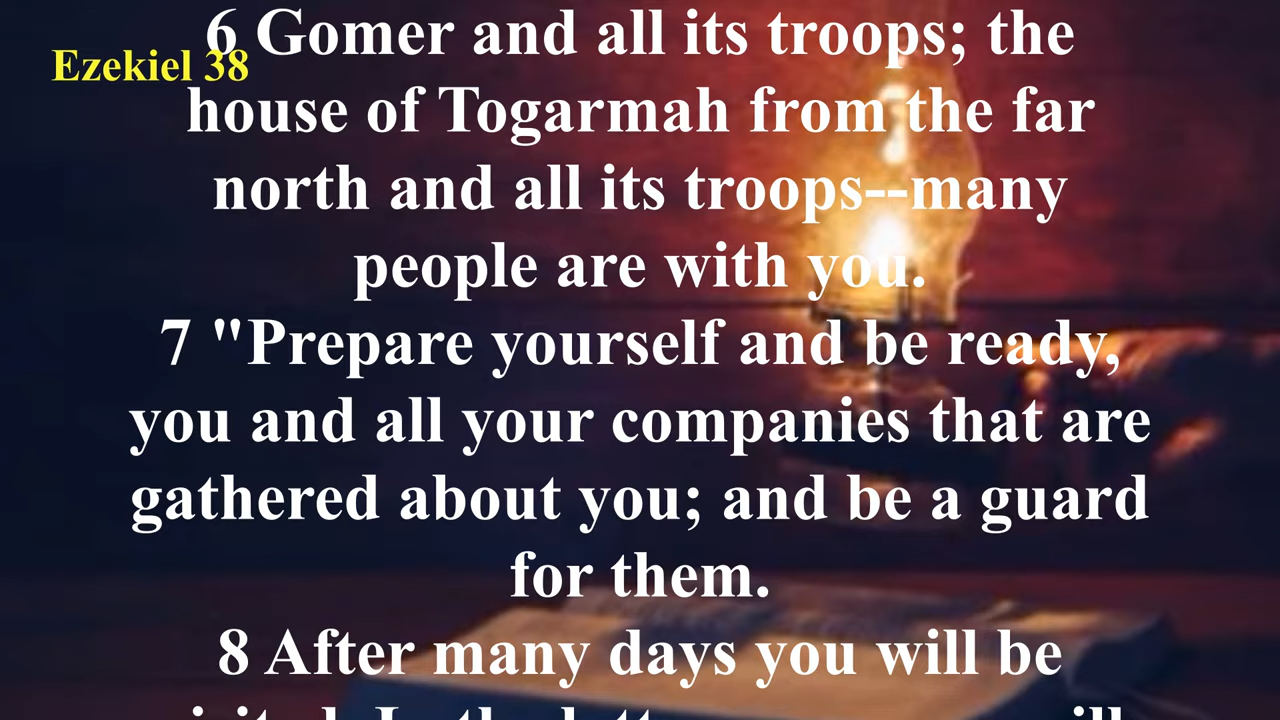 Ezekiel 38
6 Gomer and all its troops; the
house of Togarmah from the far
north and all its troops--many
people are with you.
7 "Prepare yourself and be ready,
you and all your companies that are
gathered about you; and be a guard
for them.
8 After many days you will be